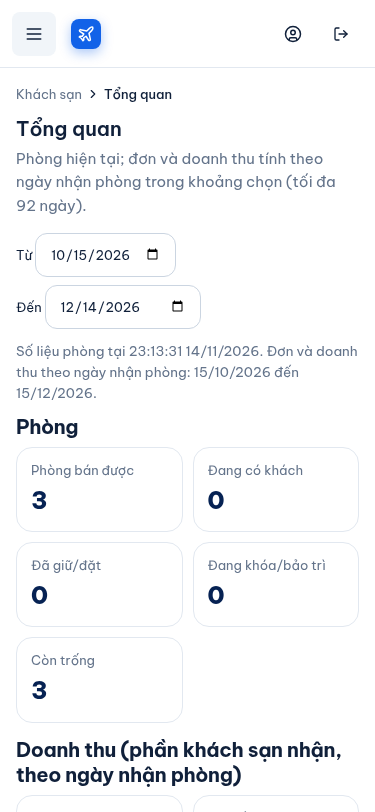 Khách sạn > Tổng quan
Tổng quan
Phòng hiện tại; đơn và doanh thu tính theo
ngày nhận phòng trong khoảng chọn (tối đa
92 ngày).
Từ 10/15/2026
Đến 12/14/2026
Số liệu phòng tại 23:13:31 14/11/2026. Đơn và doanh
thu theo ngày nhận phòng: 15/10/2026 đến
15/12/2026.
Phòng
Phòng bán được
3
Đang có khách
0
Đã giữ/đặt
0
Đang khóa/bảo trì
0
Còn trống
3
Doanh thu (phần khách sạn nhận,
theo ngày nhận phòng)